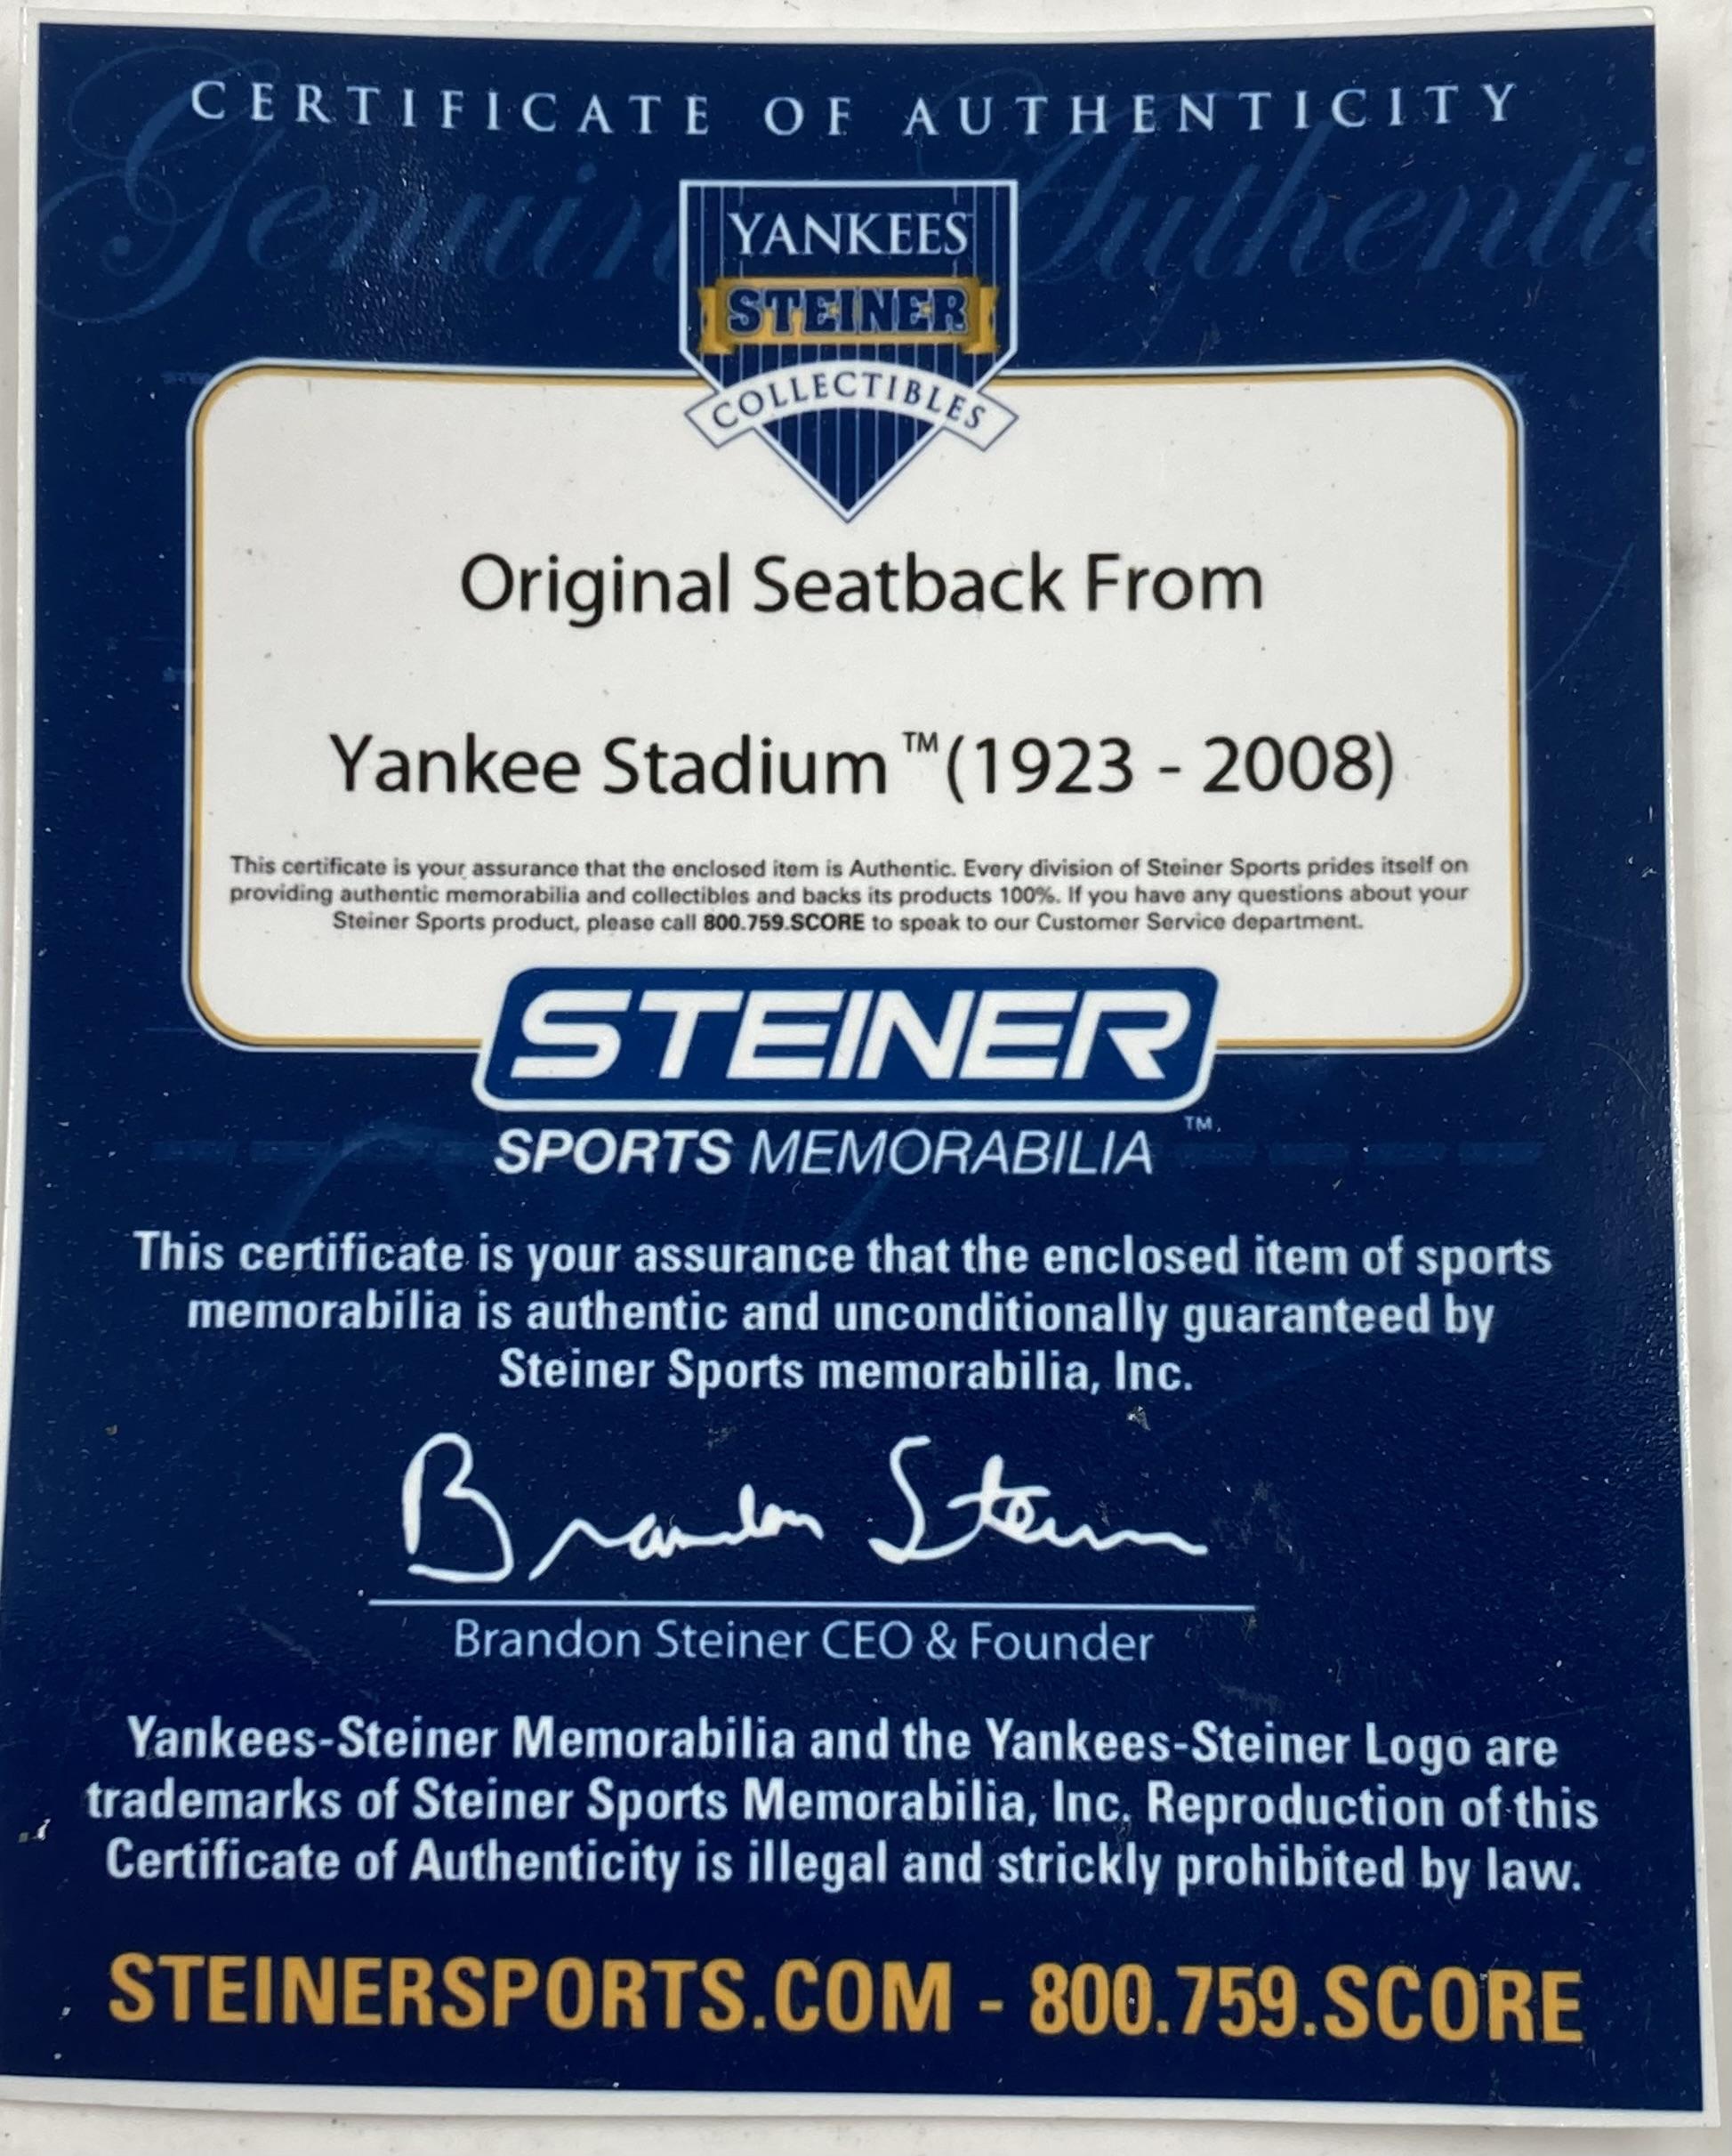 CERTIFICATE OF AUTHENTICITY
Genuin Authentic
YANKEES
STEINER
COLLECTIBLES
Original Seatback From
Yankee Stadium™ (1923 - 2008)
This certificate is your assurance that the enclosed item is Authentic. Every division of Steiner Sports prides itself on
providing authentic memorabilia and collectibles and backs its products 100%. If you have any questions about your
Steiner Sports product, please call 800.759.SCORE to speak to our Customer Service department.
STEINER
SPORTS MEMORABILIA™
This certificate is your assurance that the enclosed item of sports
memorabilia is authentic and unconditionally guaranteed by
Steiner Sports memorabilia, Inc.
Brandon Steiner
Brandon Steiner CEO & Founder
Yankees-Steiner Memorabilia and the Yankees-Steiner Logo are
trademarks of Steiner Sports Memorabilia, Inc. Reproduction of this
Certificate of Authenticity is illegal and strickly prohibited by law.
STEINERSPORTS.COM - 800.759.SCORE